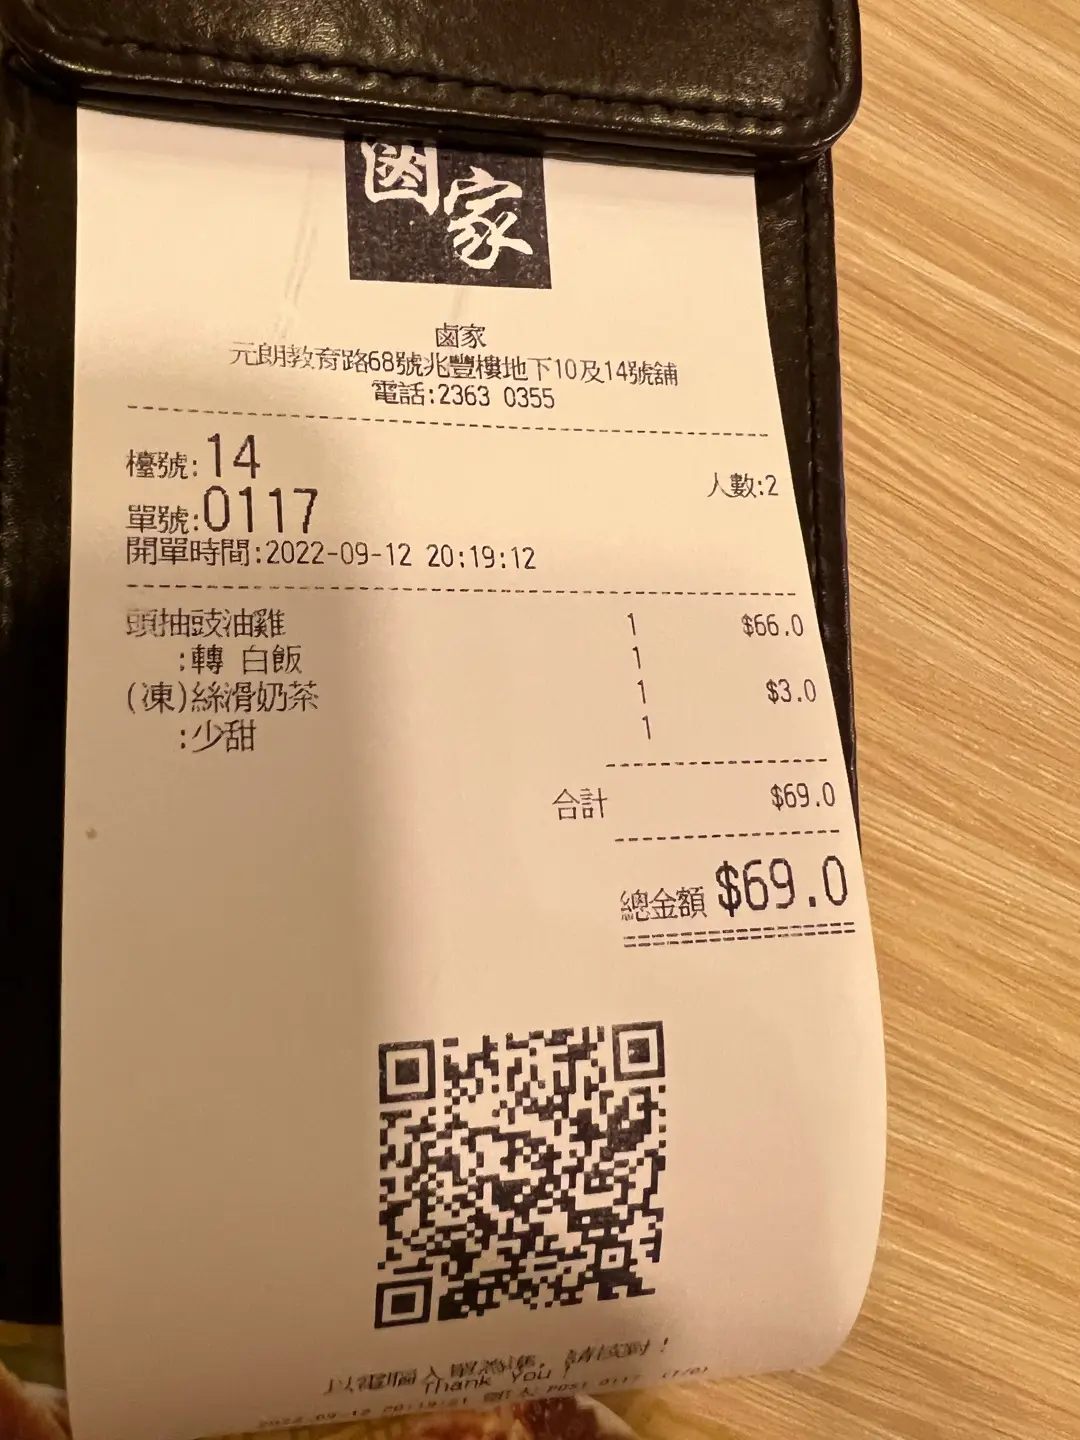 鹵家
鹵家
元朗教育路68號兆豐樓地下10及14號舖
電話:2363 0355
檯號:14
人數:2
單號:0117
開單時間:2022-09-12 20:19:12
頭抽豉油雞 1 $66.0
:轉 白飯 1
(凍)絲滑奶茶 1 $3.0
:少甜 1
合計 $69.0
總金額 $69.0
Thank You !